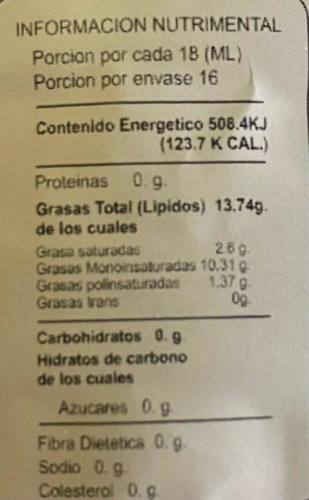 INFORMACION NUTRIMENTAL
Porcion por cada 18 (ML)
Porcion por envase 16
Contenido Energetico 508.4KJ
(123.7 K CAL.)
Proteinas 0. g.
Grasas Total (Lipidos) 13.74g.
de los cuales
Grasa saturadas 2.6 g.
Grasas Monoinsaturadas 10.31 g.
Grasas polinsaturadas 1.37 g.
Grasas trans 0g.
Carbohidratos 0. g.
Hidratos de carbono
de los cuales
Azucares 0. g.
Fibra Dietetica 0. g.
Sodio 0. g.
Colesterol 0. g.